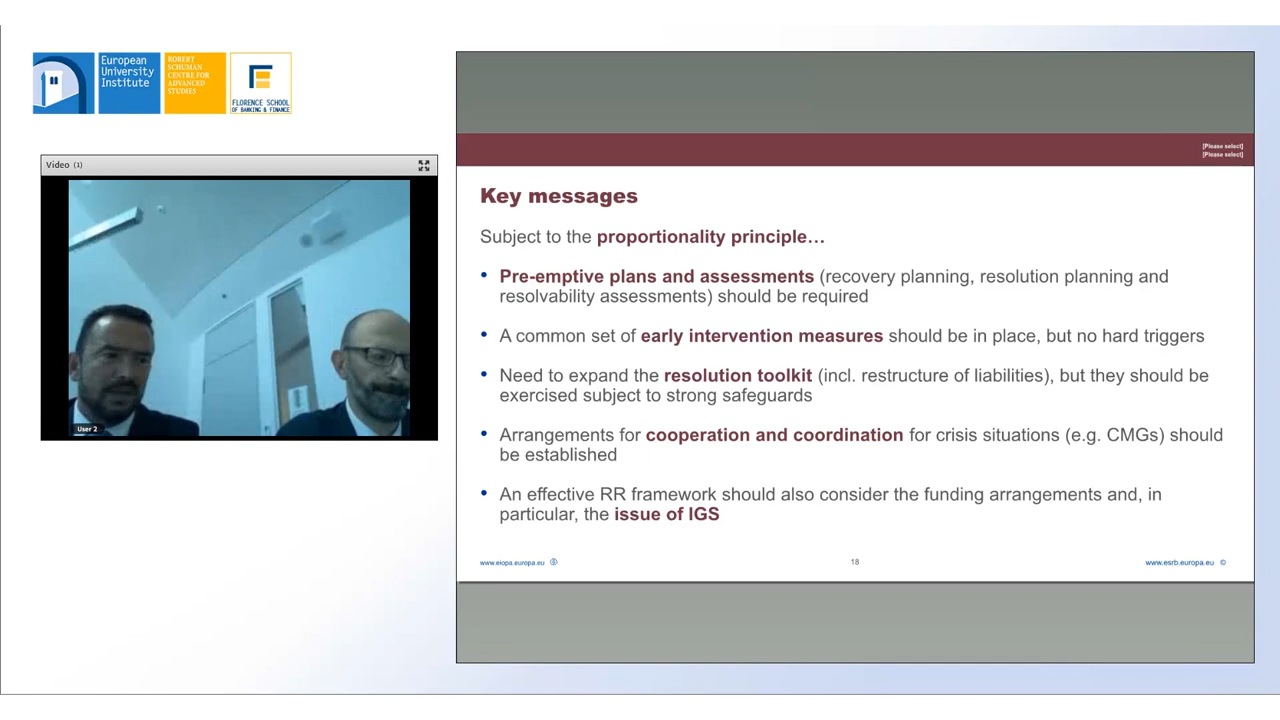 European
University
Institute
ROBERT
SCHUMAN
CENTRE FOR
ADVANCED
STUDIES
FLORENCE SCHOOL
OF BANKING & FINANCE
Video (1)
User 2
[Please select]
[Please select]
Key messages
Subject to the proportionality principle…
• Pre-emptive plans and assessments (recovery planning, resolution planning and
resolvability assessments) should be required
• A common set of early intervention measures should be in place, but no hard triggers
• Need to expand the resolution toolkit (incl. restructure of liabilities), but they should be
exercised subject to strong safeguards
• Arrangements for cooperation and coordination for crisis situations (e.g. CMGs) should
be established
• An effective RR framework should also consider the funding arrangements and, in
particular, the issue of IGS
www.eiopa.europa.eu
18
www.esrb.europa.eu ©